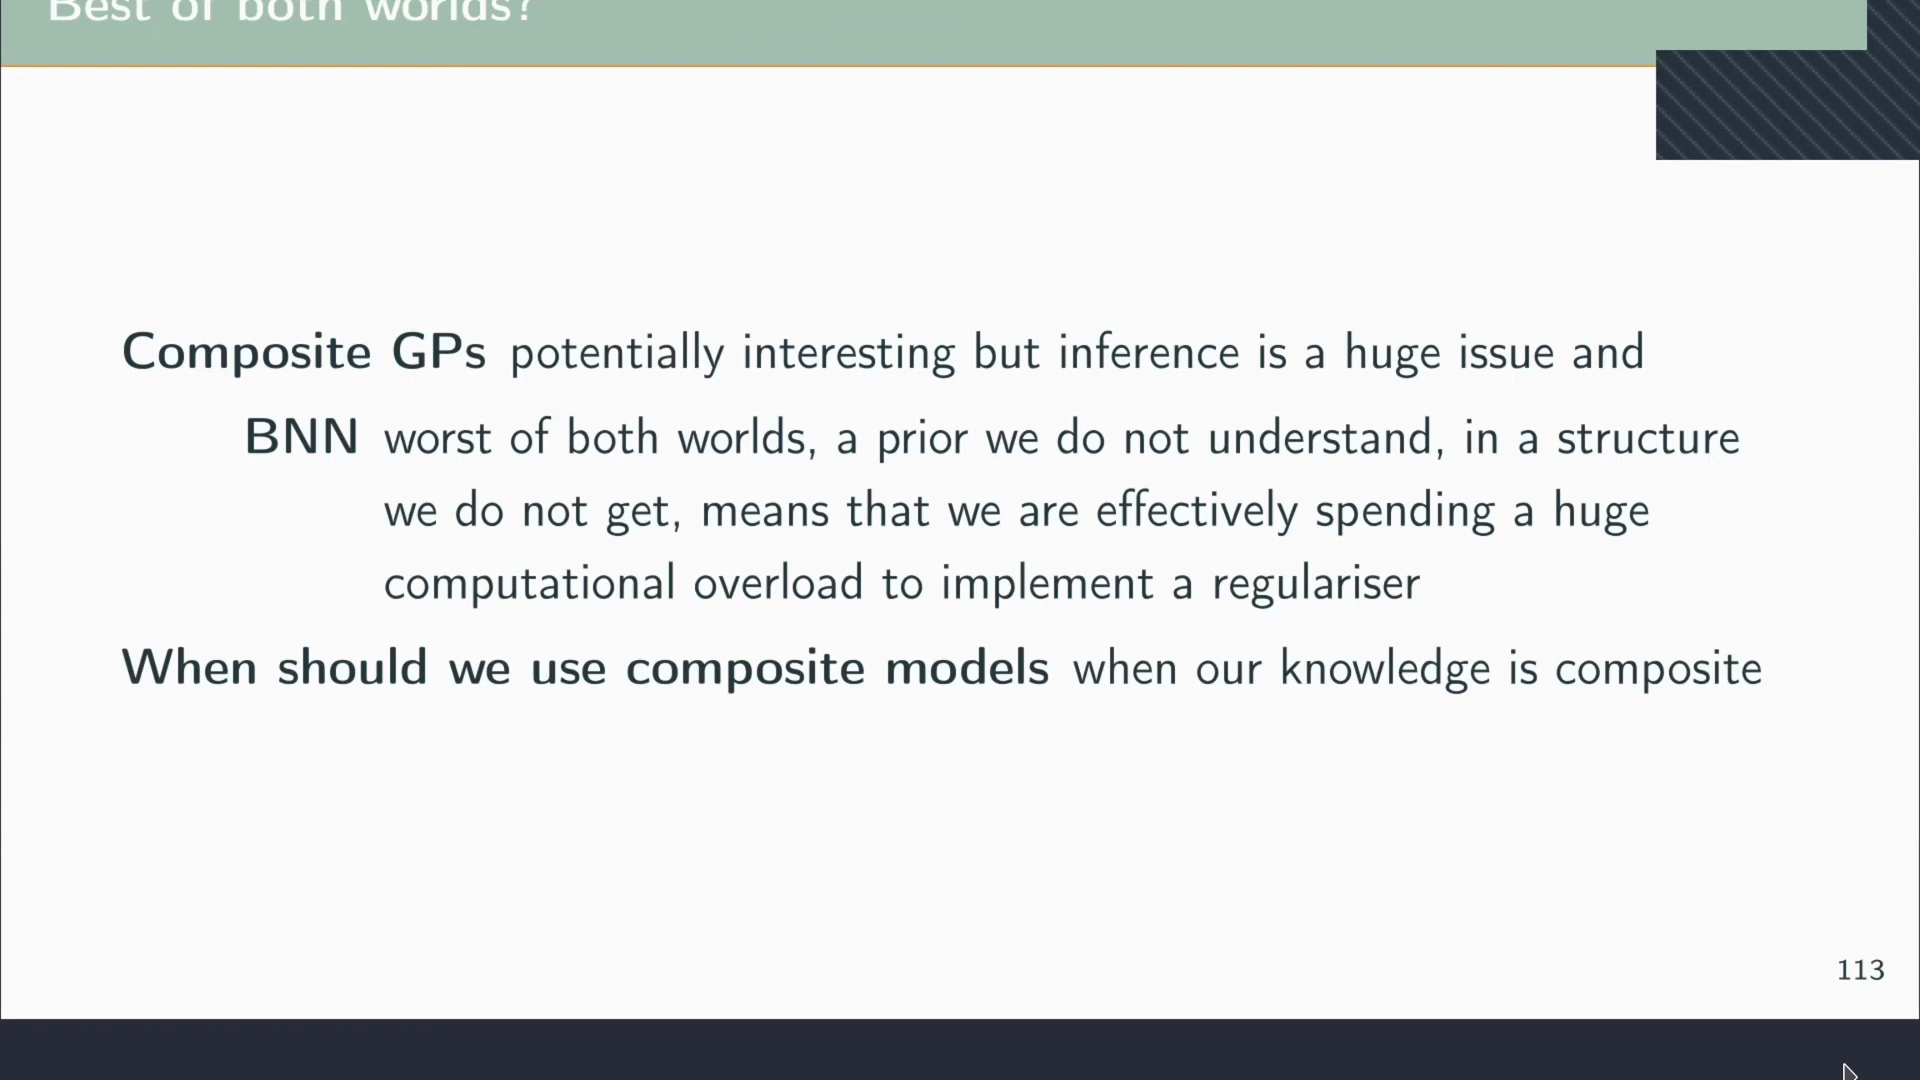 Best of both worlds?
Composite GPs potentially interesting but inference is a huge issue and
BNN worst of both worlds, a prior we do not understand, in a structure
we do not get, means that we are effectively spending a huge
computational overload to implement a regulariser
When should we use composite models when our knowledge is composite
113